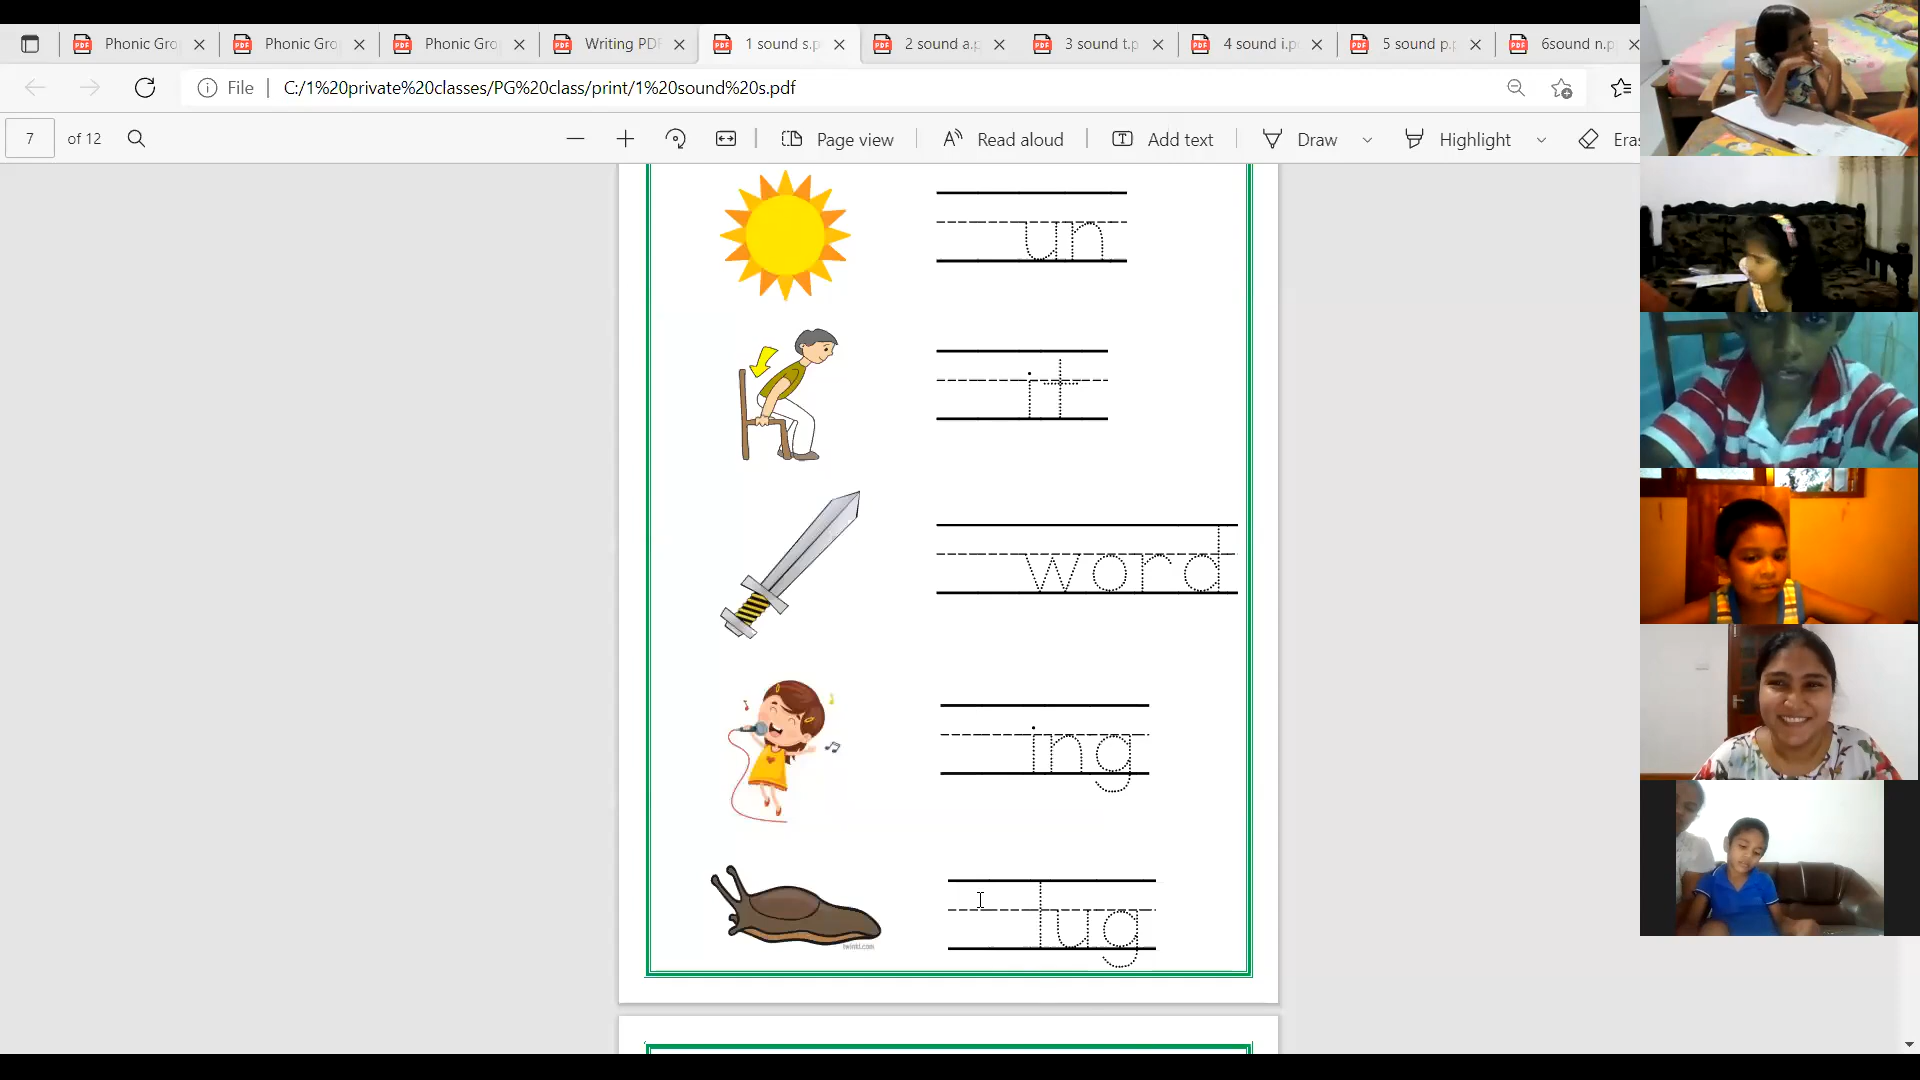 Phonic Gro
Phonic Gro
Phonic Gro
Writing PDF
1 sound s.p
2 sound a.p
3 sound t.p
4 sound i.p
5 sound p.p
6sound n.p
File
C:/1%20private%20classes/PG%20class/print/1%20sound%20s.pdf
7 of 12
Page view
Read aloud
Add text
Draw
Highlight
Eras
un
it
word
ing
lug
twinkl.com